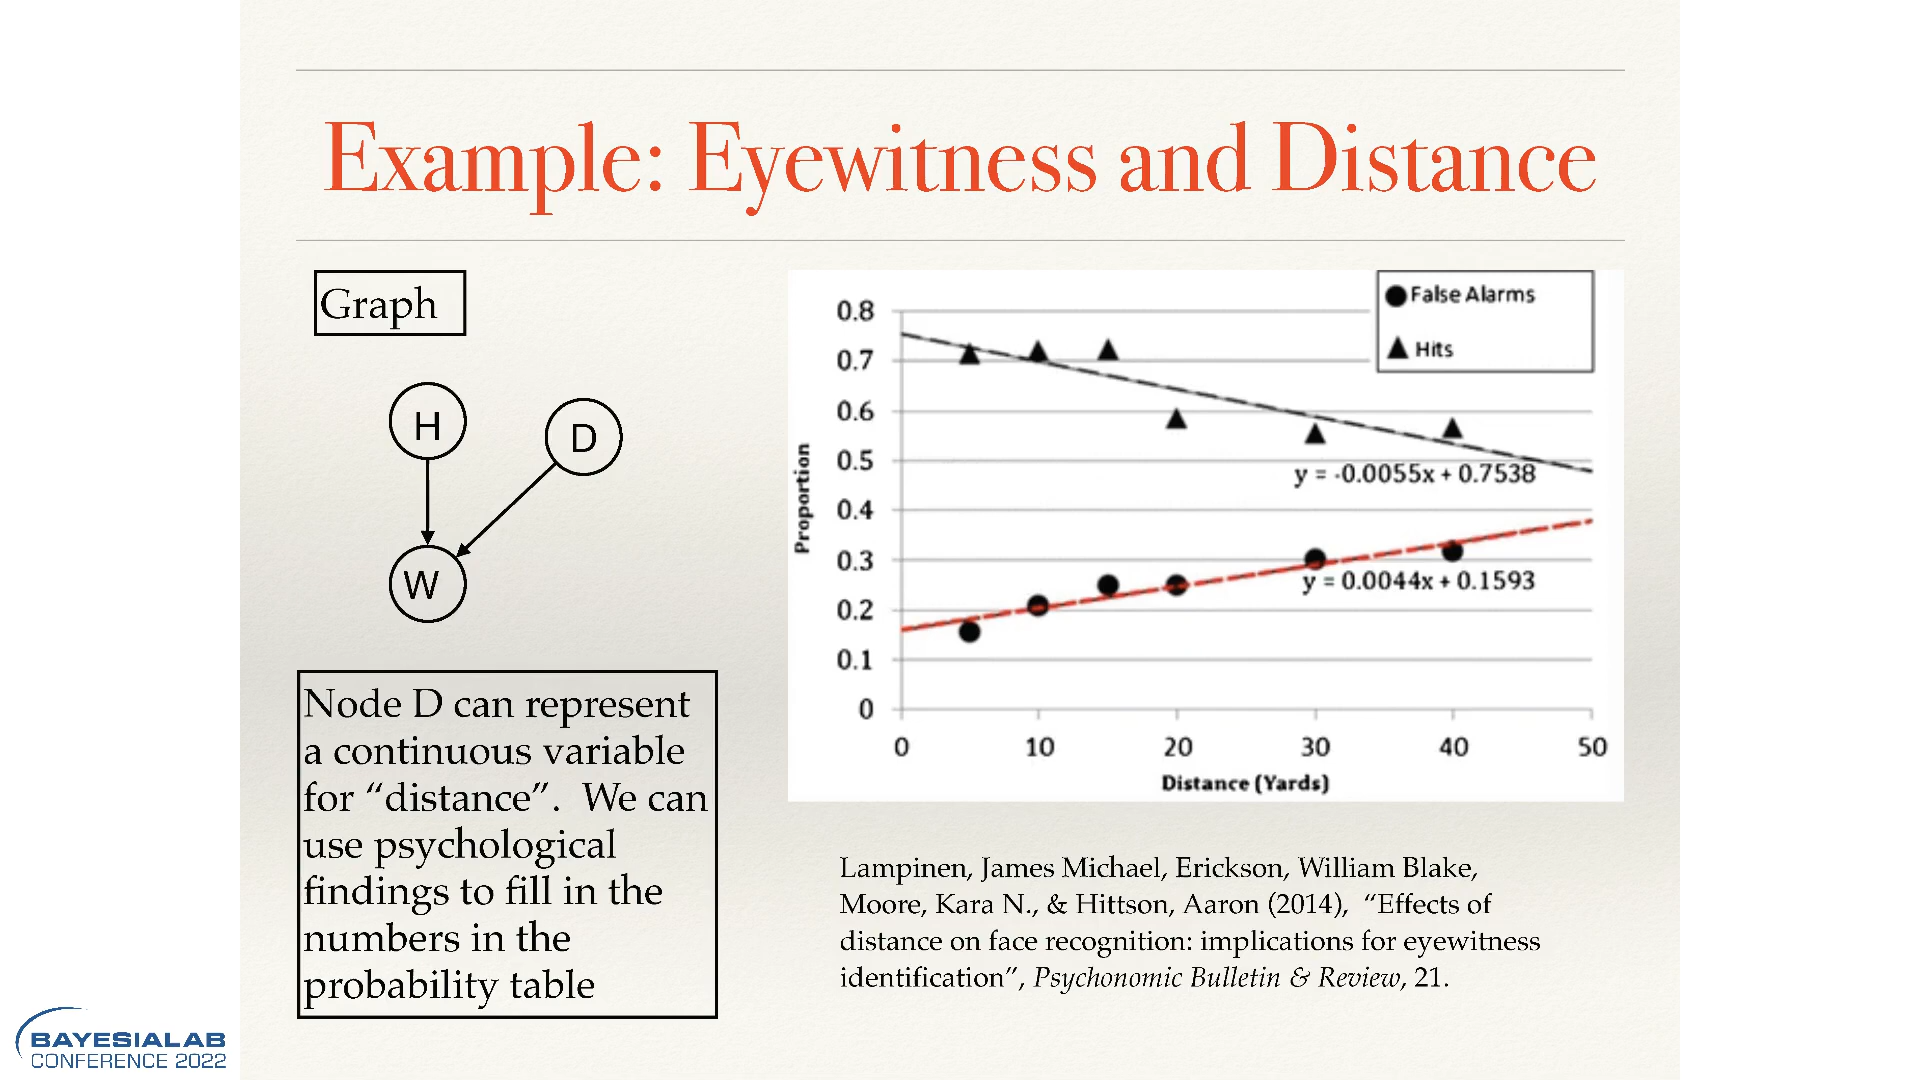 Example: Eyewitness and Distance
Graph
H
D
W
Node D can represent
a continuous variable
for “distance”.  We can
use psychological
findings to fill in the
numbers in the
probability table
False Alarms
Hits
0.8
0.7
0.6
0.5
0.4
0.3
0.2
0.1
0
Proportion
y = -0.0055x + 0.7538
y = 0.0044x + 0.1593
0 10 20 30 40 50
Distance (Yards)
Lampinen, James Michael, Erickson, William Blake,
Moore, Kara N., & Hittson, Aaron (2014),  “Effects of
distance on face recognition: implications for eyewitness
identification”, Psychonomic Bulletin & Review, 21.
BAYESIALAB
CONFERENCE 2022